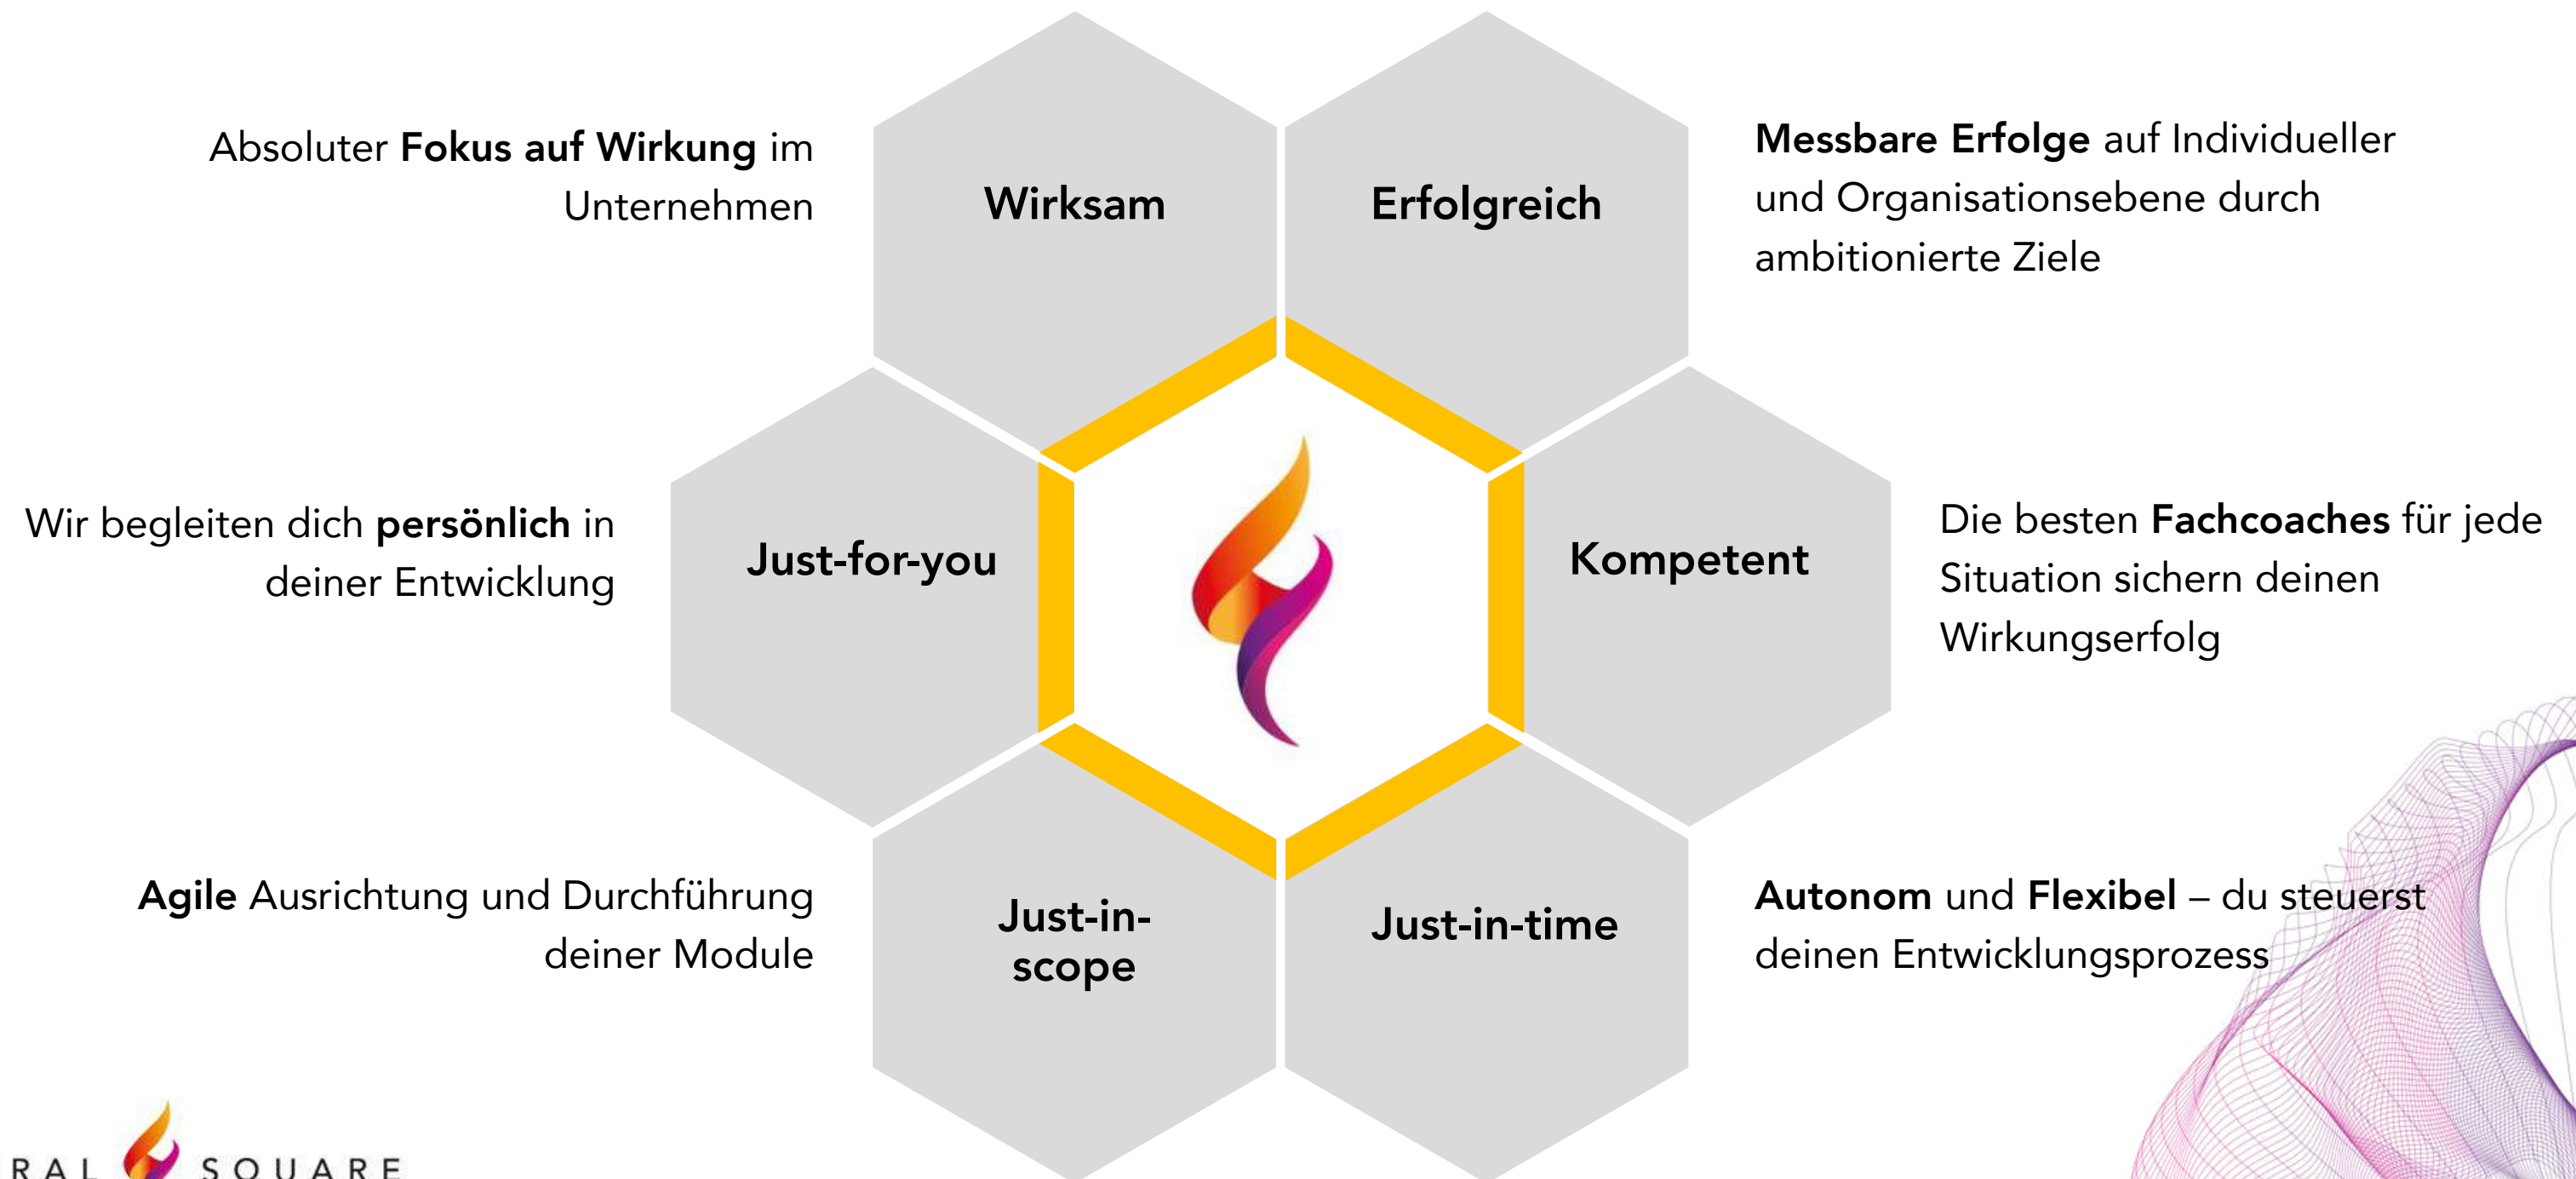 Absoluter Fokus auf Wirkung im
Unternehmen
Wirksam
Erfolgreich
Messbare Erfolge auf Individueller
und Organisationsebene durch
ambitionierte Ziele
Wir begleiten dich persönlich in
deiner Entwicklung
Just-for-you
Kompetent
Die besten Fachcoaches für jede
Situation sichern deinen
Wirkungserfolg
Agile Ausrichtung und Durchführung
deiner Module
Just-in-
scope
Just-in-time
Autonom und Flexibel – du steuerst
deinen Entwicklungsprozess
RAL SQUARE